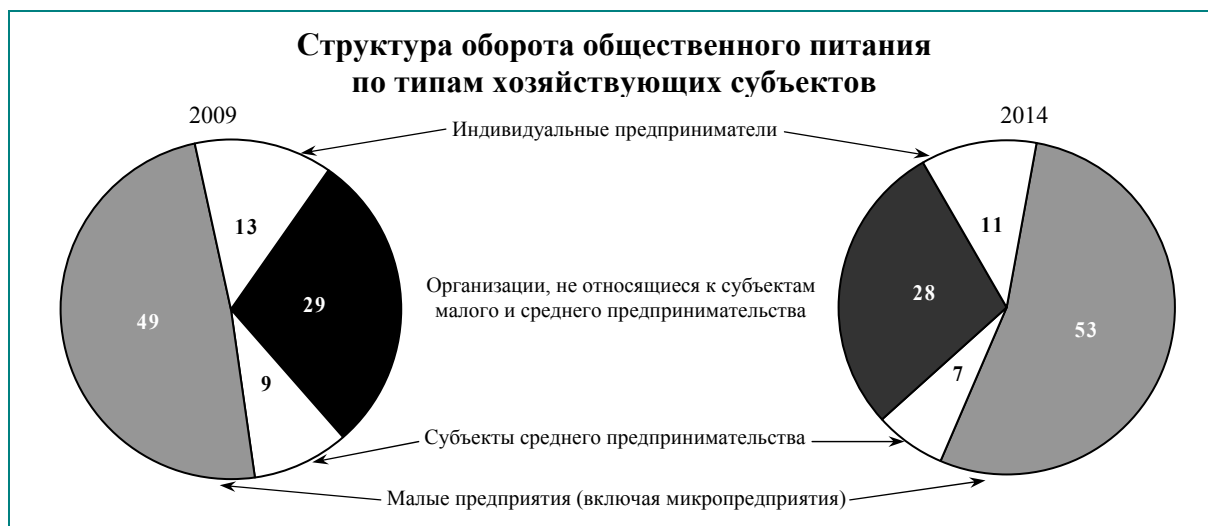 Структура оборота общественного питания
по типам хозяйствующих субъектов
2009
2014
Индивидуальные предприниматели
13
11
29
Организации, не относящиеся к субъектам
малого и среднего предпринимательства
28
49
53
9
7
Субъекты среднего предпринимательства
Малые предприятия (включая микропредприятия)